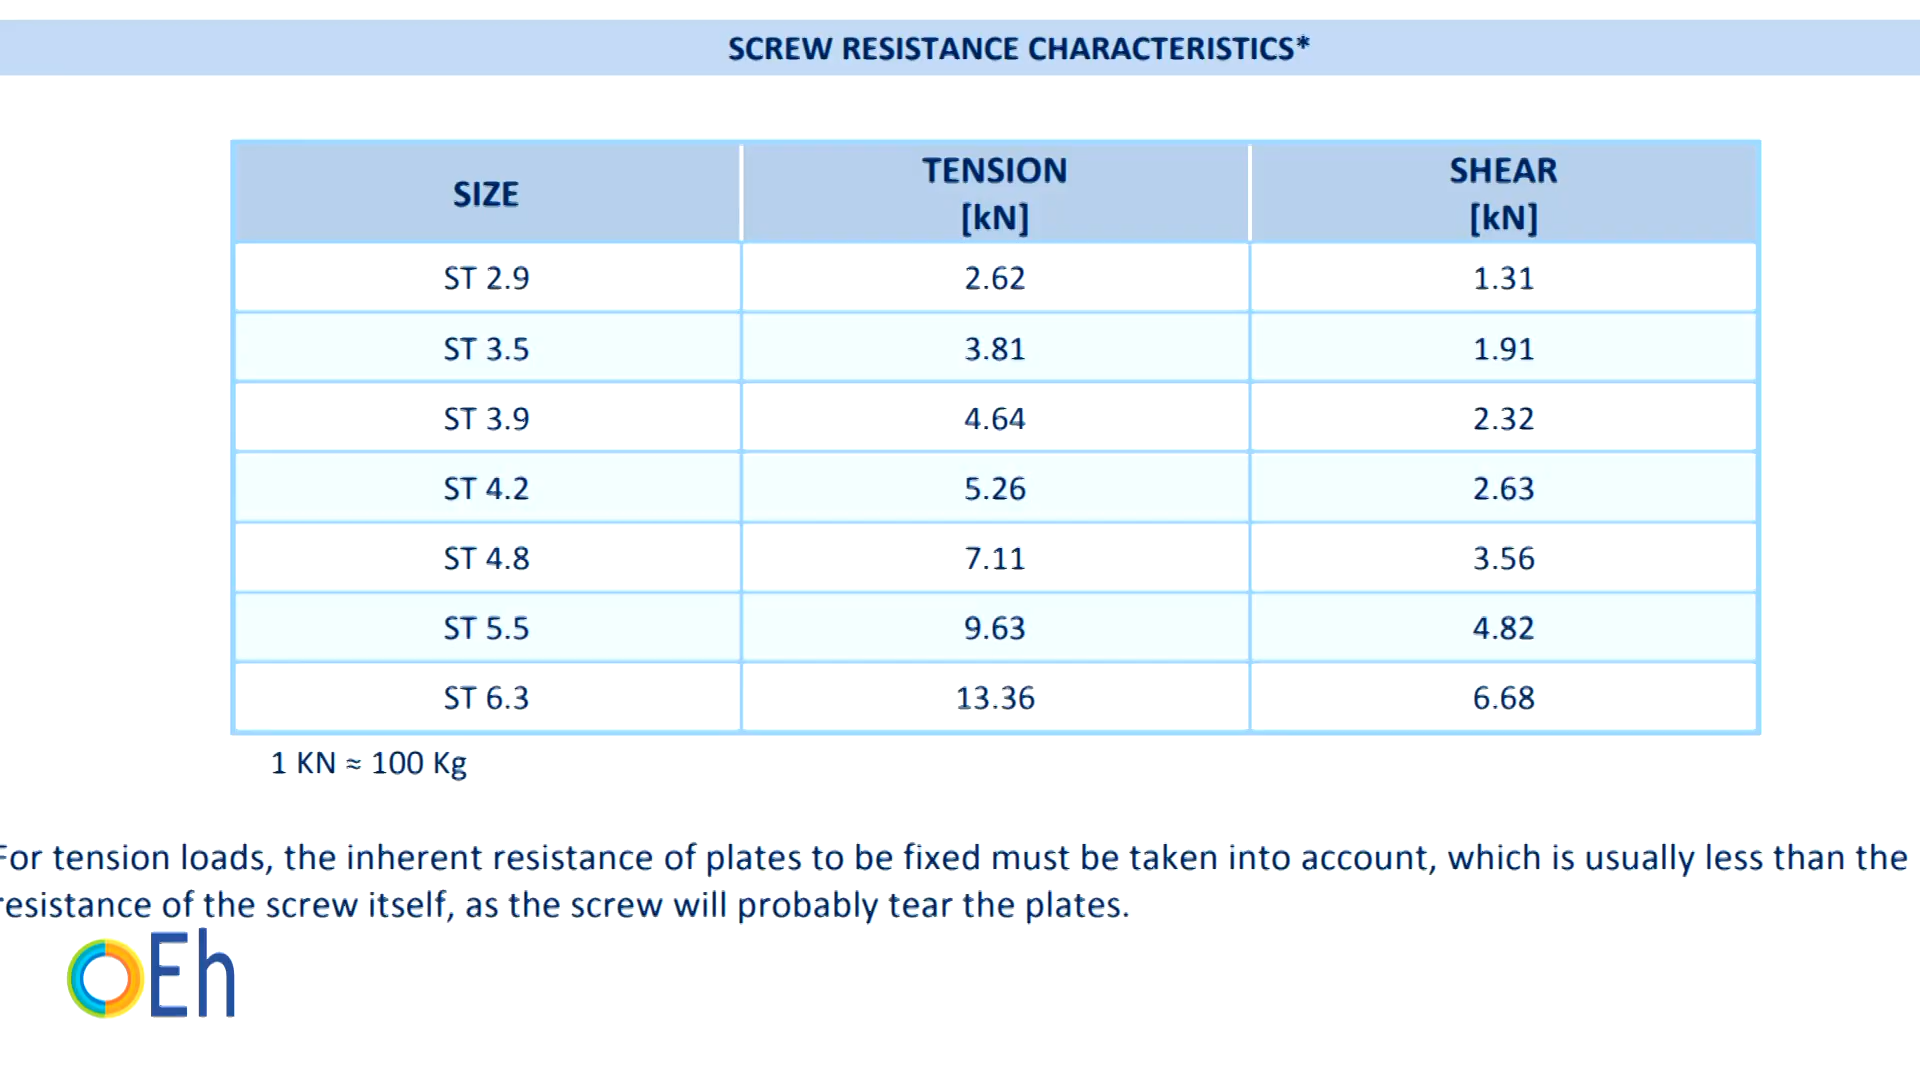 SCREW RESISTANCE CHARACTERISTICS*
SIZE TENSION [kN] SHEAR [kN]
ST 2.9 2.62 1.31
ST 3.5 3.81 1.91
ST 3.9 4.64 2.32
ST 4.2 5.26 2.63
ST 4.8 7.11 3.56
ST 5.5 9.63 4.82
ST 6.3 13.36 6.68
1 KN ≈ 100 Kg
For tension loads, the inherent resistance of plates to be fixed must be taken into account, which is usually less than the
resistance of the screw itself, as the screw will probably tear the plates.
Eh